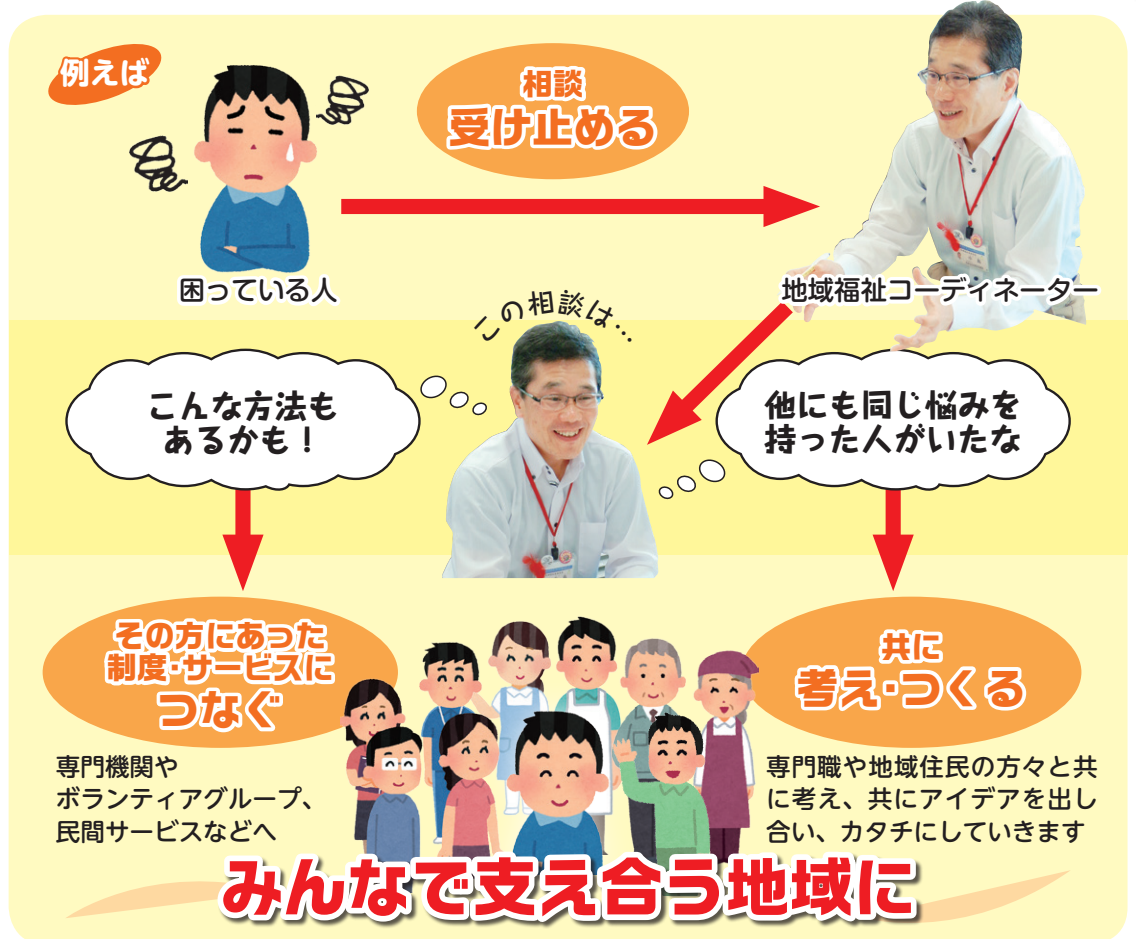 例えば
相談
受け止める
困っている人
地域福祉コーディネーター
この相談は…
こんな方法も
あるかも！
他にも同じ悩みを
持った人がいたな
その方にあった
制度・サービスに
つなぐ
共に
考え・つくる
専門機関や
ボランティアグループ、
民間サービスなどへ
専門職や地域住民の方々と共
に考え、共にアイデアを出し
合い、カタチにしていきます
みんなで支え合う地域に